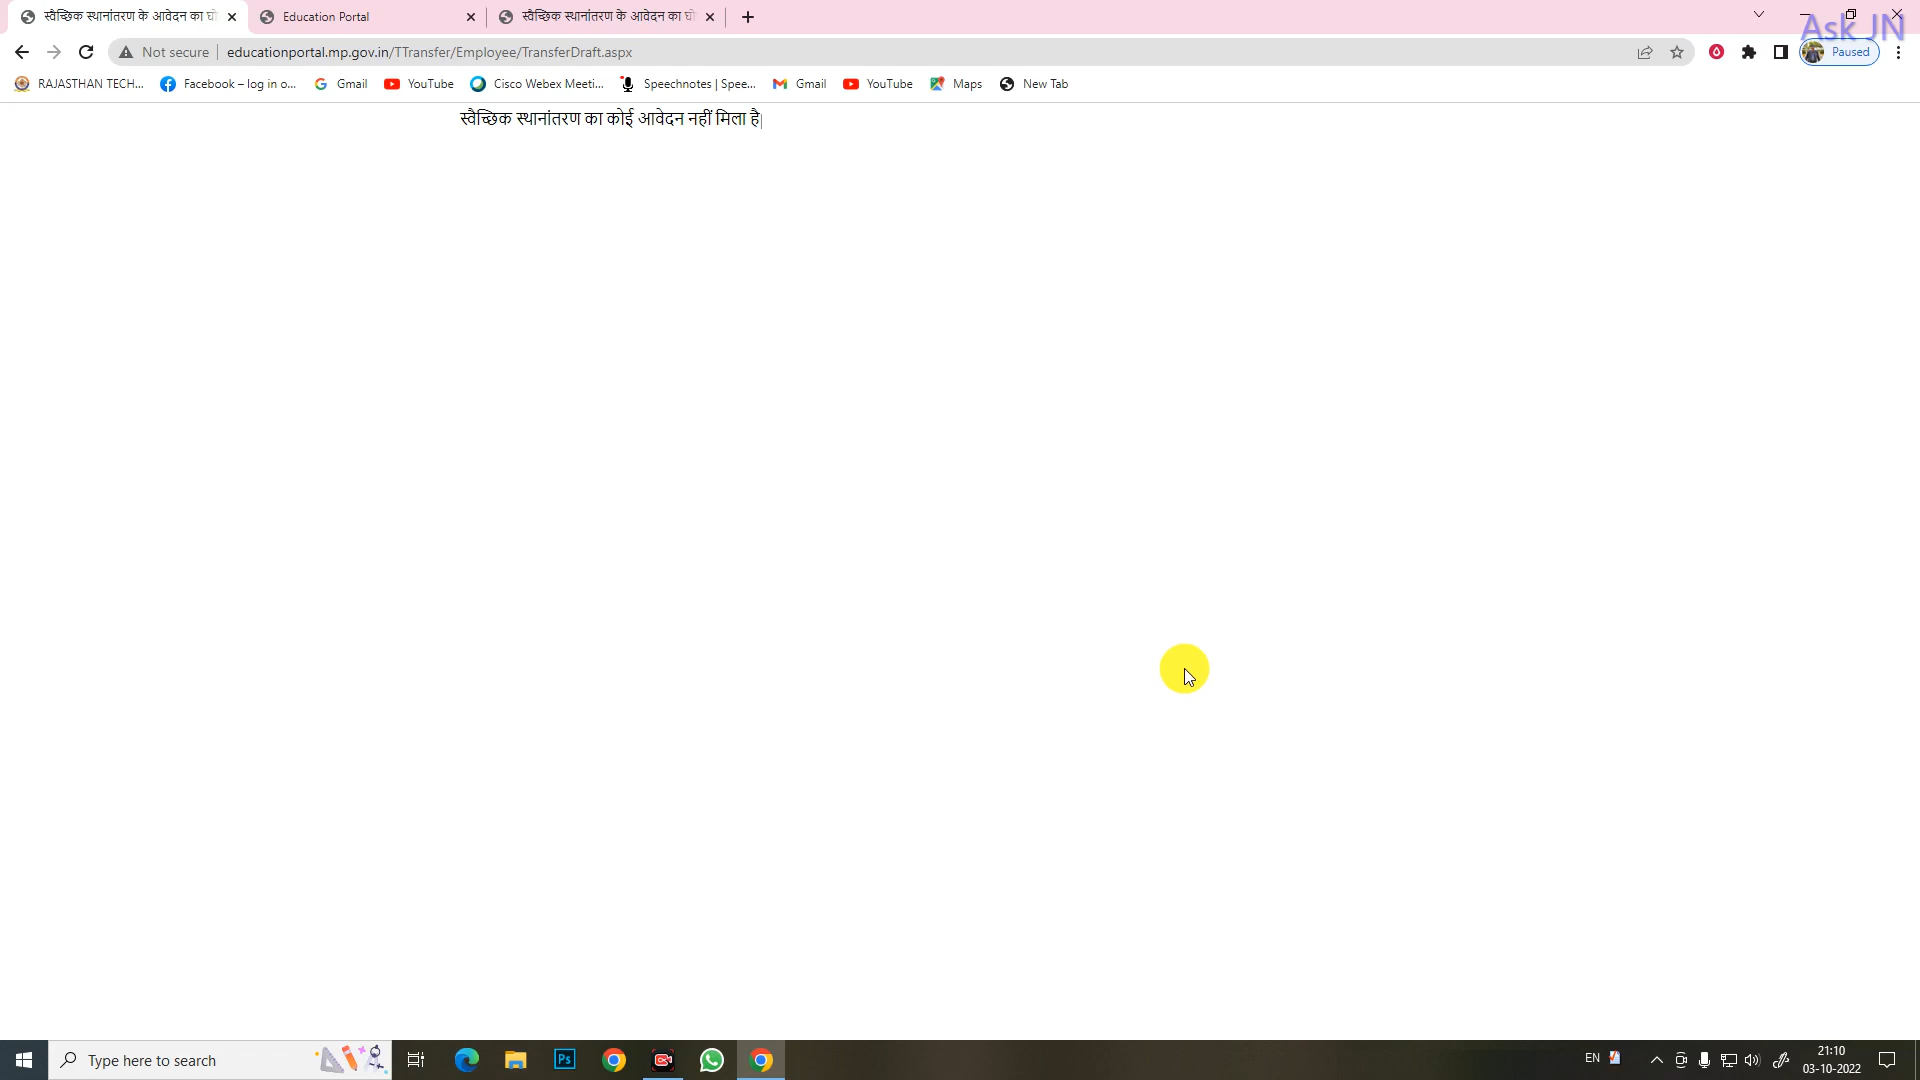 स्वैच्छिक स्थानांतरण के आवेदन का घो
Education Portal
स्वैच्छिक स्थानांतरण के आवेदन का घो
Ask JN
Not secure
educationportal.mp.gov.in/TTransfer/Employee/TransferDraft.aspx
Paused
RAJASTHAN TECH...
Facebook – log in o...
Gmail
YouTube
Cisco Webex Meeti...
Speechnotes | Spee...
Gmail
YouTube
Maps
New Tab
स्वैच्छिक स्थानांतरण का कोई आवेदन नहीं मिला है|
Type here to search
Ps
EN
21:10
03-10-2022